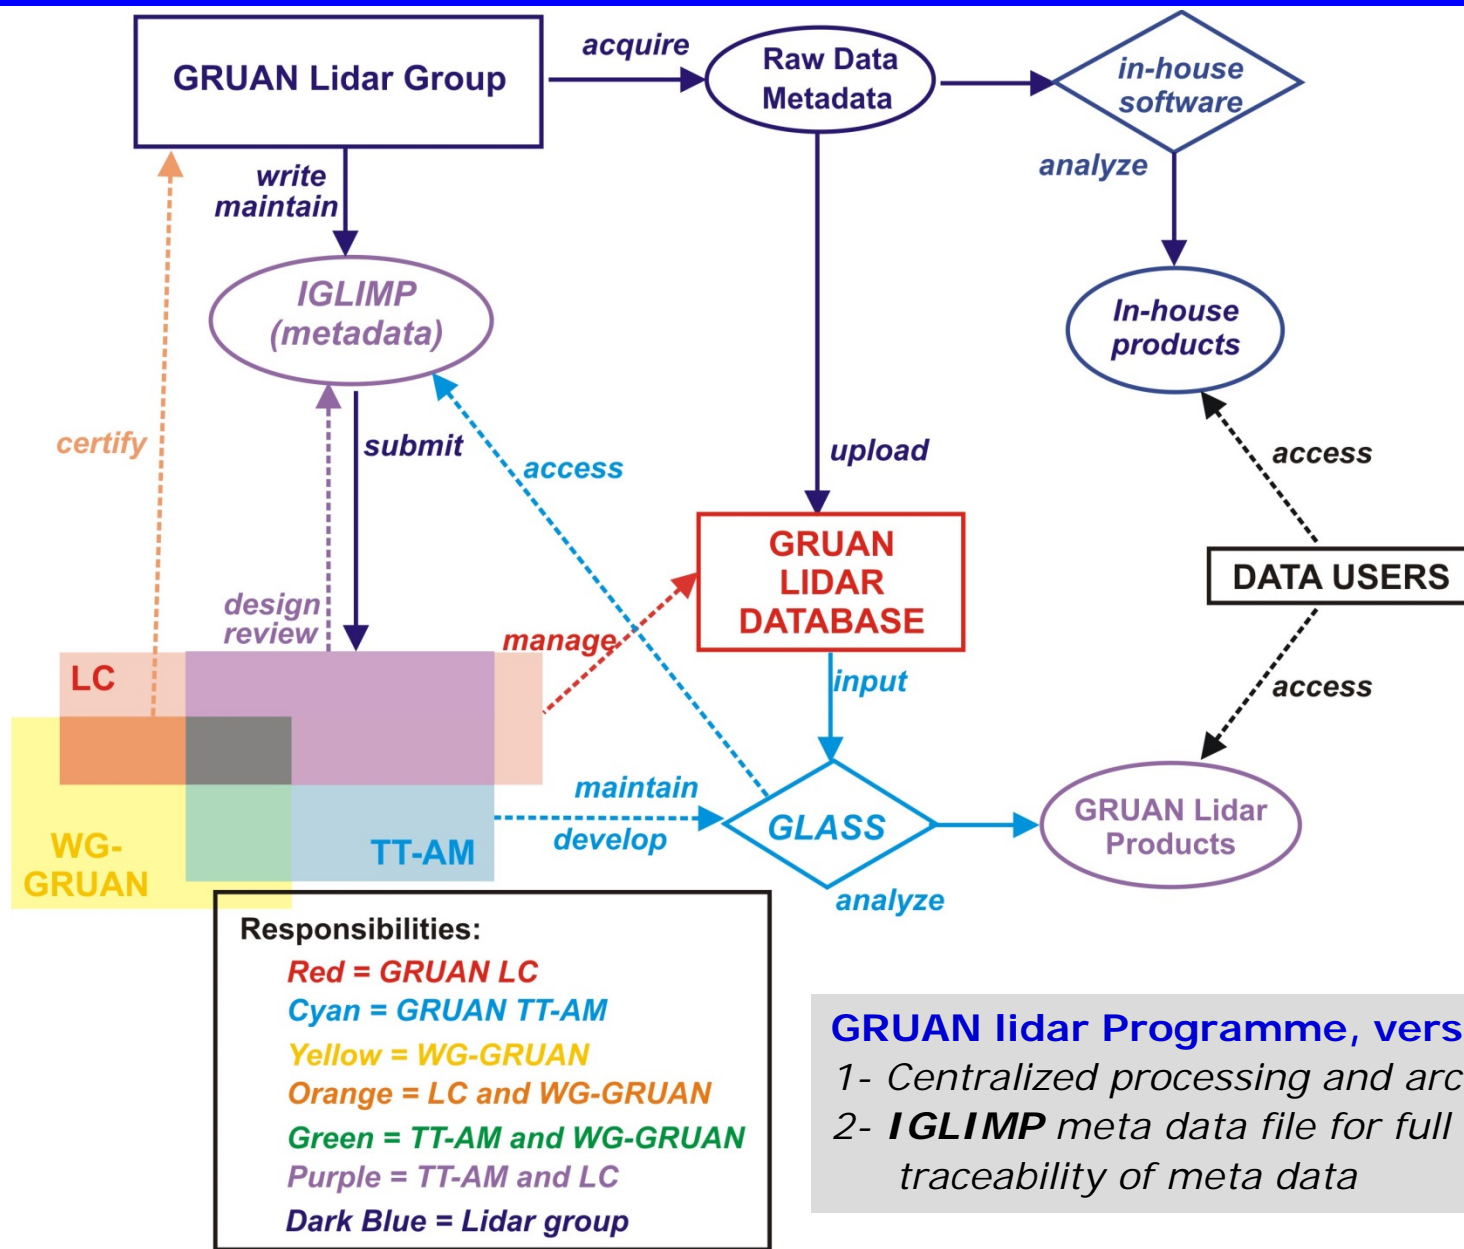 GRUAN Lidar Group
acquire
Raw Data
Metadata
in-house
software
analyze
write
maintain
IGLIMP
(metadata)
In-house
products
certify
submit
access
upload
access
GRUAN
LIDAR
DATABASE
DATA USERS
design
review
manage
LC
input
access
maintain
develop
GLASS
analyze
GRUAN Lidar
Products
WG-
GRUAN
TT-AM
Responsibilities:
Red = GRUAN LC
Cyan = GRUAN TT-AM
Yellow = WG-GRUAN
Orange = LC and WG-GRUAN
Green = TT-AM and WG-GRUAN
Purple = TT-AM and LC
Dark Blue = Lidar group
GRUAN lidar Programme, vers
1- Centralized processing and arc
2- IGLIMP meta data file for full
traceability of meta data